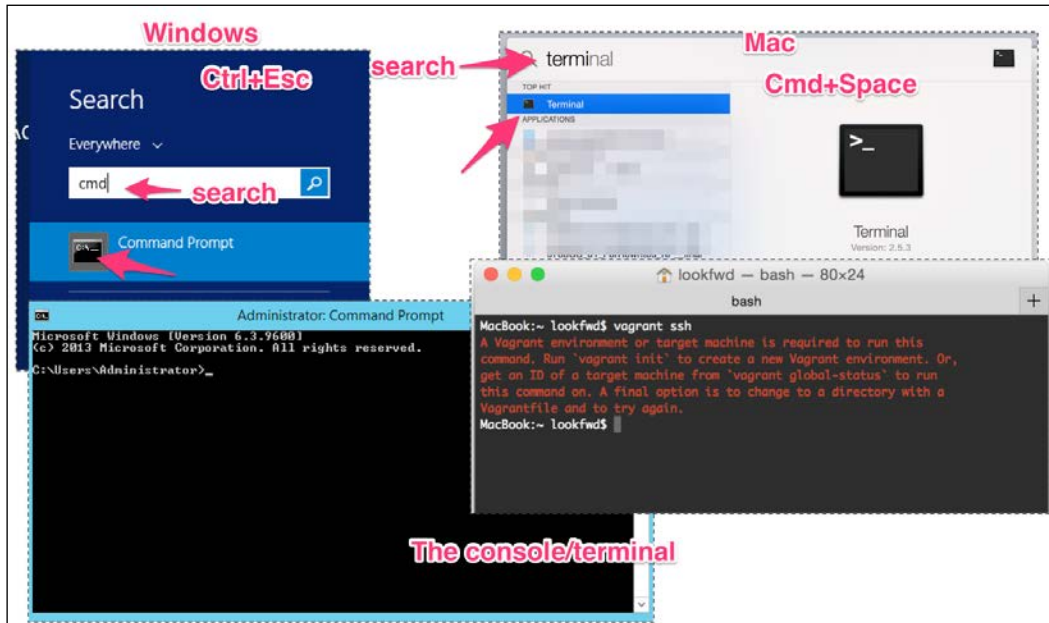 Windows
Ctrl+Esc
Search
Everywhere
cmd
search
Command Prompt
search
Mac
terminal
Cmd+Space
TOP HIT
Terminal
APPLICATIONS
Terminal
Version: 2.5.3
Administrator: Command Prompt
Microsoft Windows [Version 6.3.9600]
(c) 2013 Microsoft Corporation. All rights reserved.
C:\Users\Administrator>_
lookfwd — bash — 80×24
bash
MacBook:~ lookfwd$ vagrant ssh
A Vagrant environment or target machine is required to run this
command. Run `vagrant init` to create a new Vagrant environment. Or,
get an ID of a target machine from `vagrant global-status` to run
this command on. A final option is to change to a directory with a
Vagrantfile and to try again.
MacBook:~ lookfwd$
The console/terminal